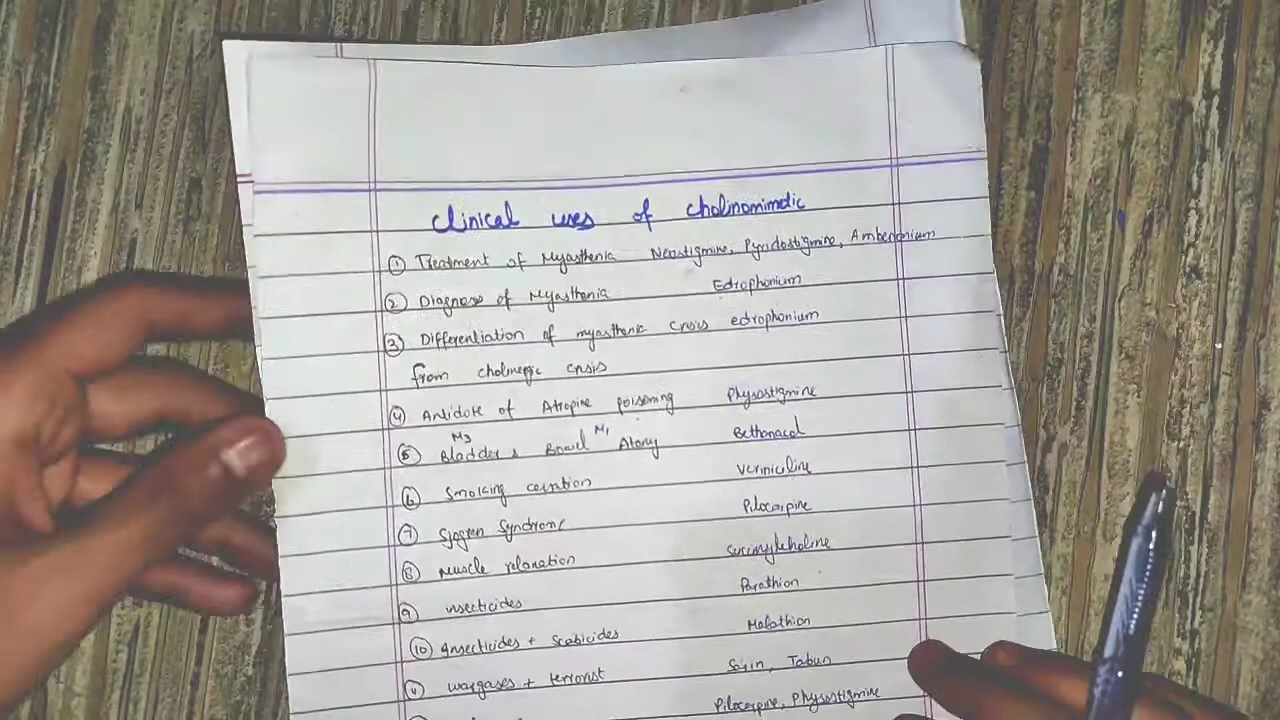 Clinical uses of cholinomimetic
① Treatment of Myasthenia Neostigmine, Pyridostigmine, Ambenonium
② Diagnose of Myasthenia Edrophonium
③ Differentiation of myasthenic crisis edrophonium
from cholinergic crisis
④ Antidote of Atropine poisoning Physostigmine
M3 M1
⑤ Bladder & Bowel Atony Bethanacol
⑥ Smoking cessation Verniciline
⑦ Sjogren Syndrome Pilocarpine
⑧ Muscle relaxation Succinylcholine
⑨ insecticides Parathion
⑩ Insecticides + Scabicides Malathion
⑪ wargases + terrorist Sarin, Tabun
Pilocarpine, Physostigmine